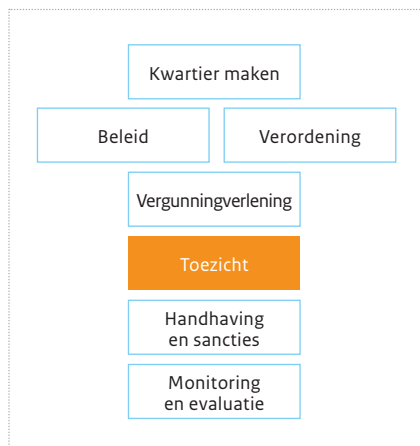 Kwartier maken
Beleid
Verordening
Vergunningverlening
Toezicht
Handhaving
en sancties
Monitoring
en evaluatie